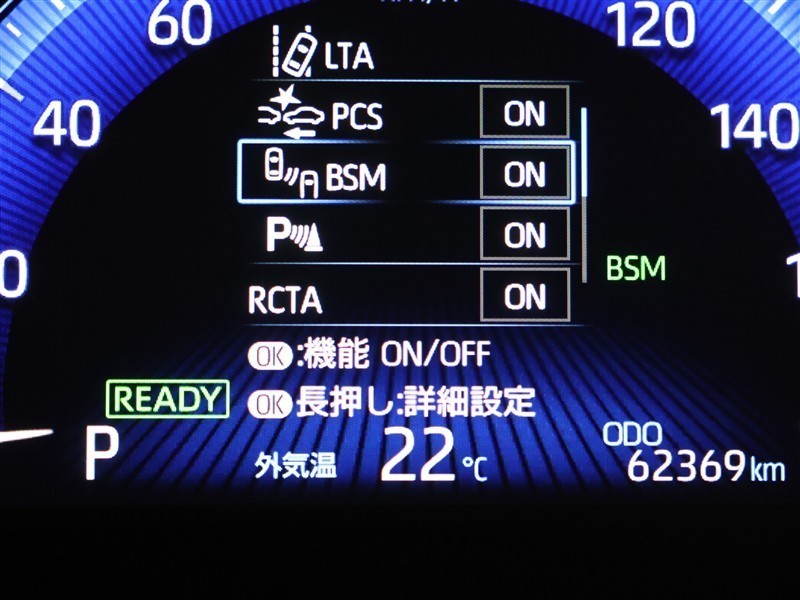 60
120
LTA
40
PCS ON
140
BSM ON
P ON
BSM
RCTA ON
OK:機能 ON/OFF
READY
OK長押し:詳細設定
P
外気温 22℃
ODO
62369km